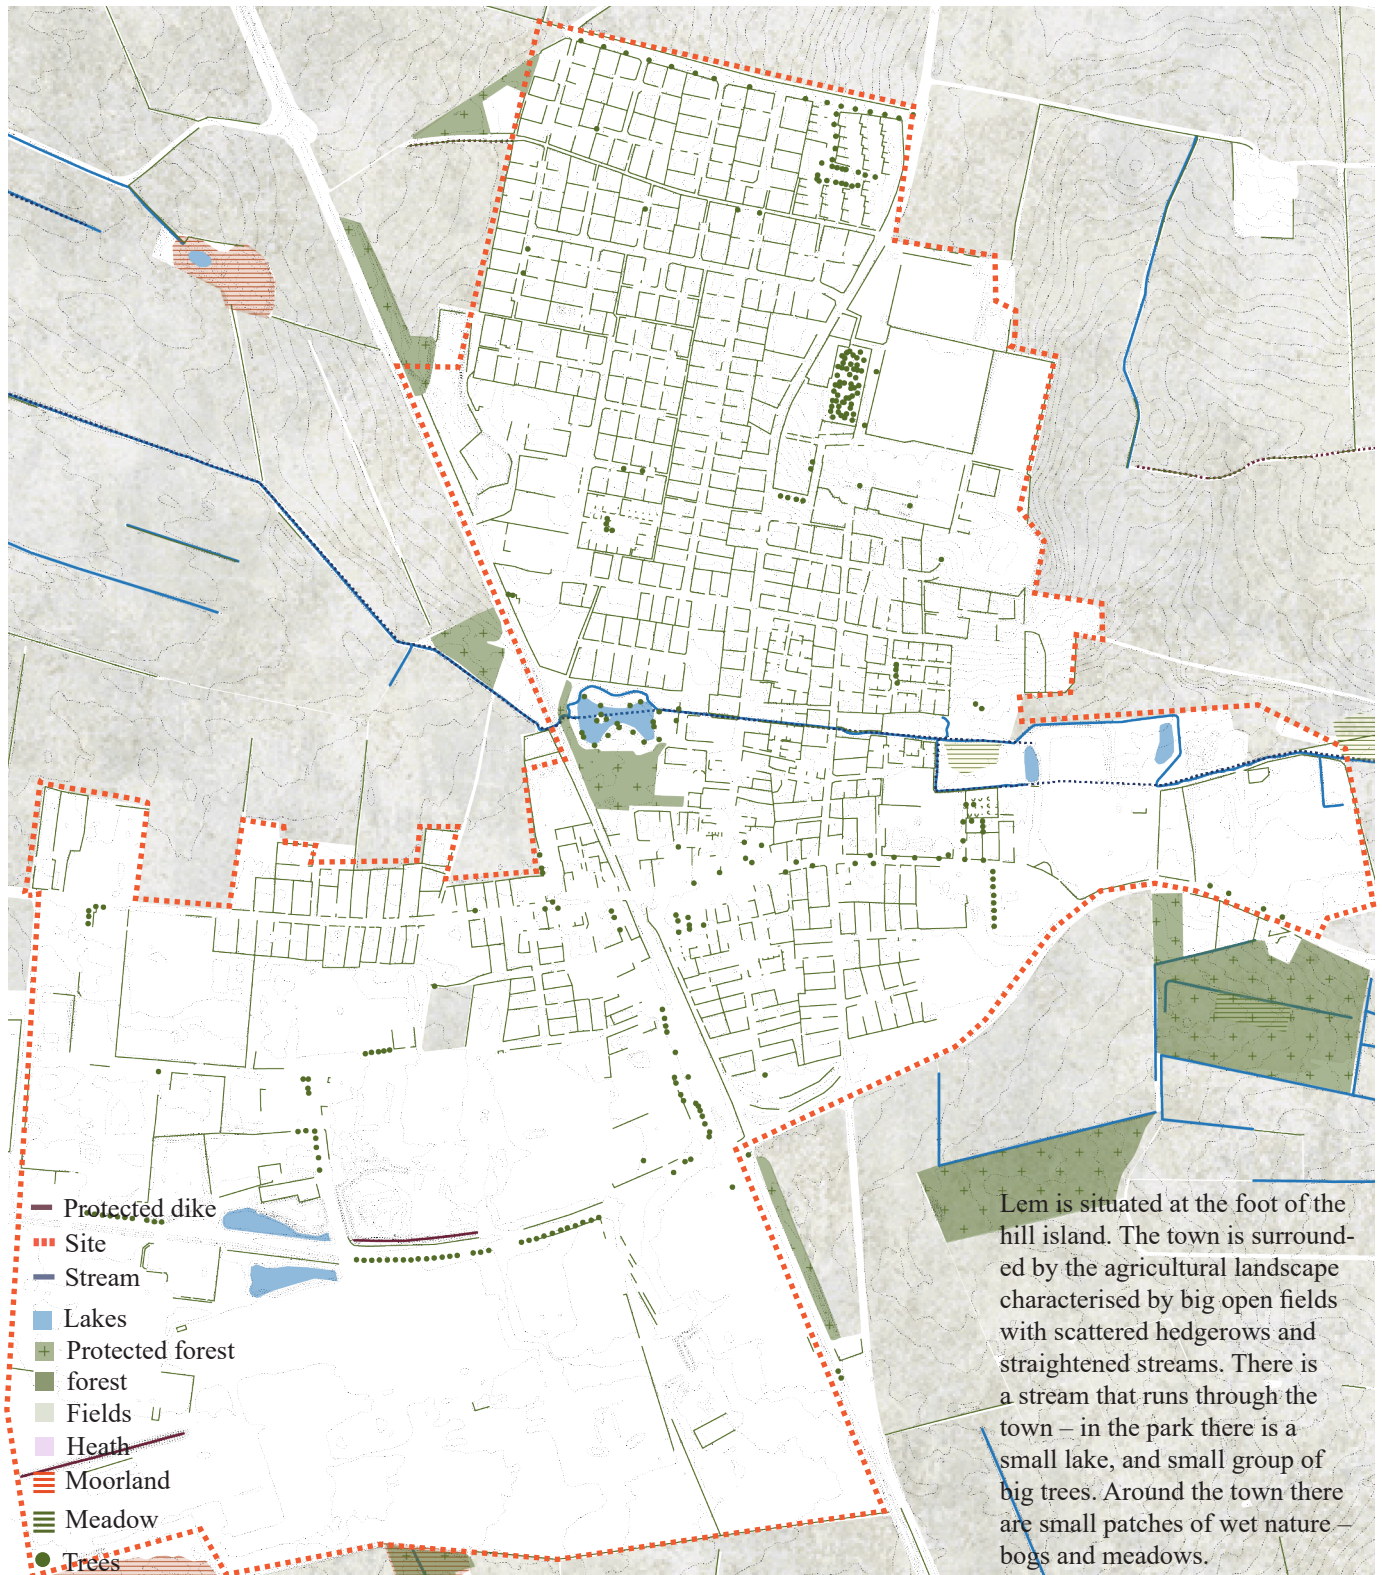 Protected dike
Site
Stream
Lakes
Protected forest
forest
Fields
Heath
Moorland
Meadow
Trees
Lem is situated at the foot of the
hill island. The town is surround-
ed by the agricultural landscape
characterised by big open fields
with scattered hedgerows and
straightened streams. There is
a stream that runs through the
town – in the park there is a
small lake, and small group of
big trees. Around the town there
are small patches of wet nature –
bogs and meadows.